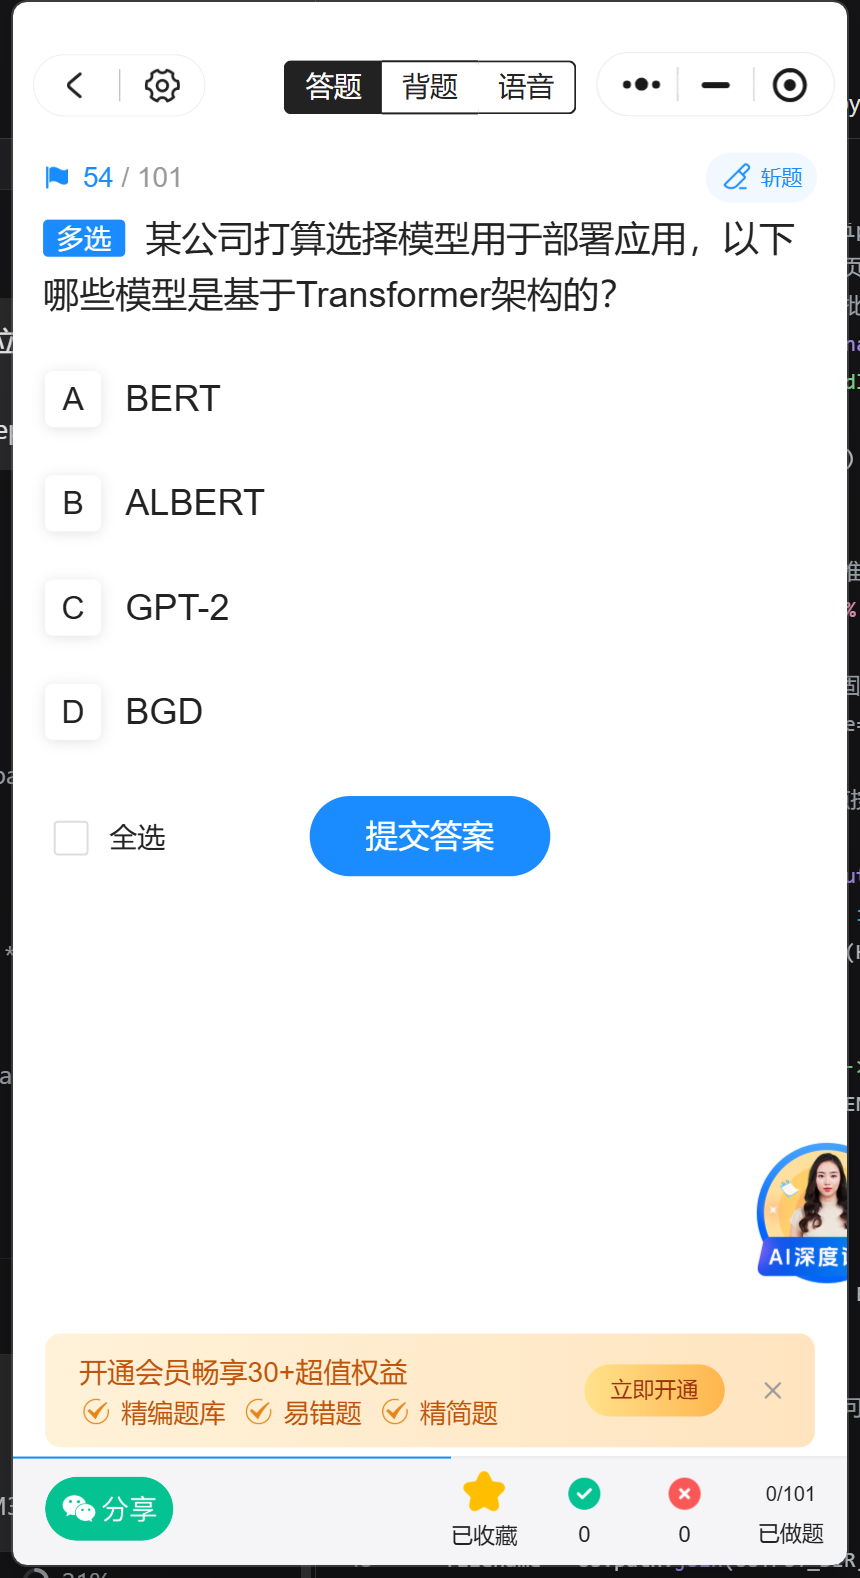 答题 背题 语音
54 / 101 斩题
多选 某公司打算选择模型用于部署应用，以下
哪些模型是基于Transformer架构的?
A BERT
B ALBERT
C GPT-2
D BGD
全选 提交答案
AI深度
开通会员畅享30+超值权益
精编题库 易错题 精简题
立即开通
分享
已收藏
0
0
0/101
已做题